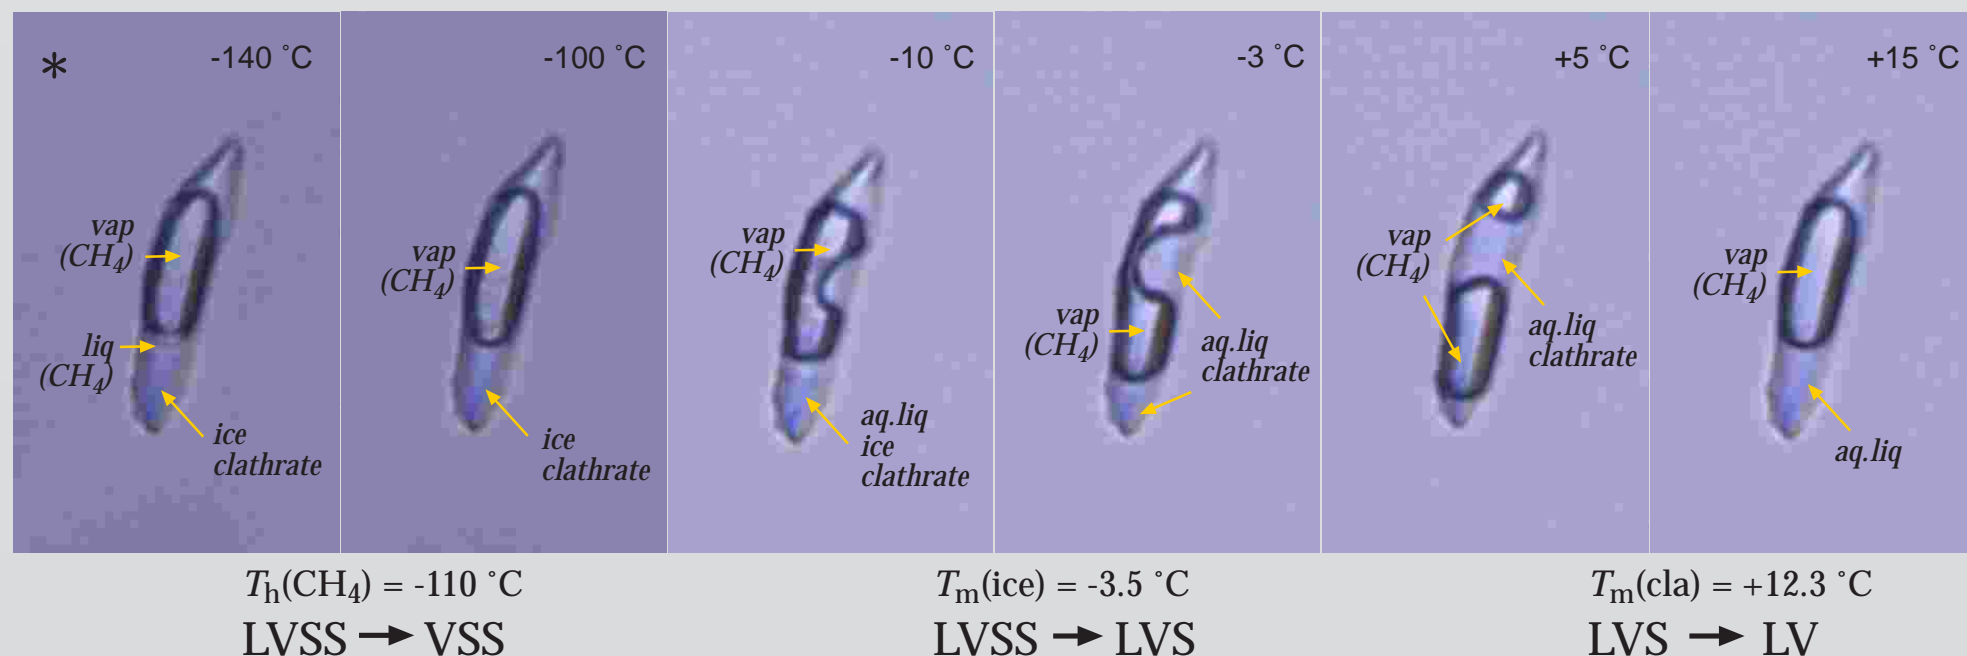 *
-140 °C
vap
(CH₄)
liq
(CH₄)
ice
clathrate
-100 °C
vap
(CH₄)
ice
clathrate
-10 °C
vap
(CH₄)
aq.liq
ice
clathrate
-3 °C
vap
(CH₄)
aq.liq
clathrate
+5 °C
vap
(CH₄)
aq.liq
clathrate
+15 °C
vap
(CH₄)
aq.liq
Tₕ(CH₄) = -110 °C
LVSS → VSS
Tₘ(ice) = -3.5 °C
LVSS → LVS
Tₘ(cla) = +12.3 °C
LVS → LV